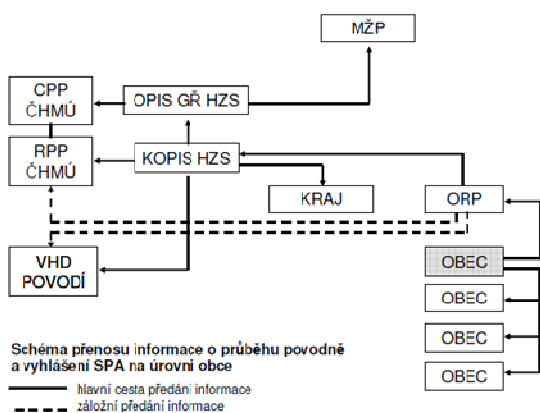 MŽP
CPP
ČHMÚ
OPIS GŘ HZS
RPP
ČHMÚ
KOPIS HZS
KRAJ
ORP
VHD
POVODÍ
OBEC
OBEC
OBEC
OBEC
Schéma přenosu informace o průběhu povodně
a vyhlášení SPA na úrovni obce
hlavní cesta předání informace
záložní předání informace